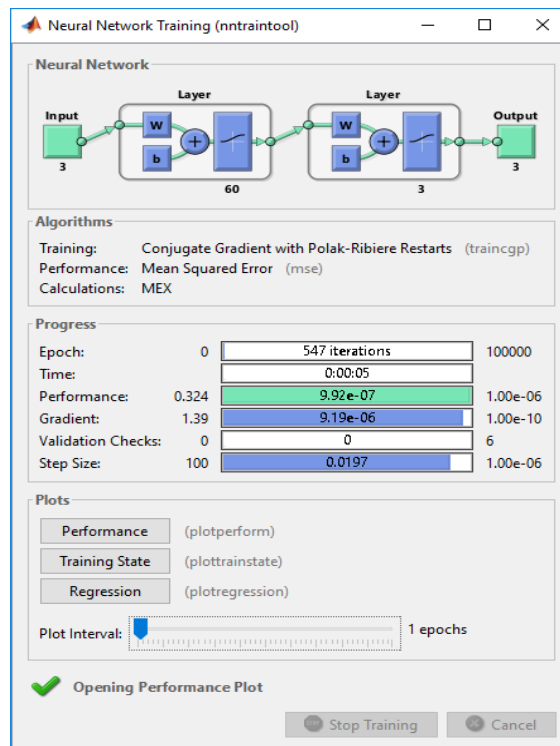 Neural Network Training (nntraintool)
Neural Network
Layer Layer
Input Output
W W
b b
3 3
60 3
Algorithms
Training: Conjugate Gradient with Polak-Ribiere Restarts (traincgp)
Performance: Mean Squared Error (mse)
Calculations: MEX
Progress
Epoch: 0 547 iterations 100000
Time: 0:00:05
Performance: 0.324 9.92e-07 1.00e-06
Gradient: 1.39 9.19e-06 1.00e-10
Validation Checks: 0 0 6
Step Size: 100 0.0197 1.00e-06
Plots
Performance (plotperform)
Training State (plottrainstate)
Regression (plotregression)
Plot Interval: 1 epochs
Opening Performance Plot
Stop Training Cancel